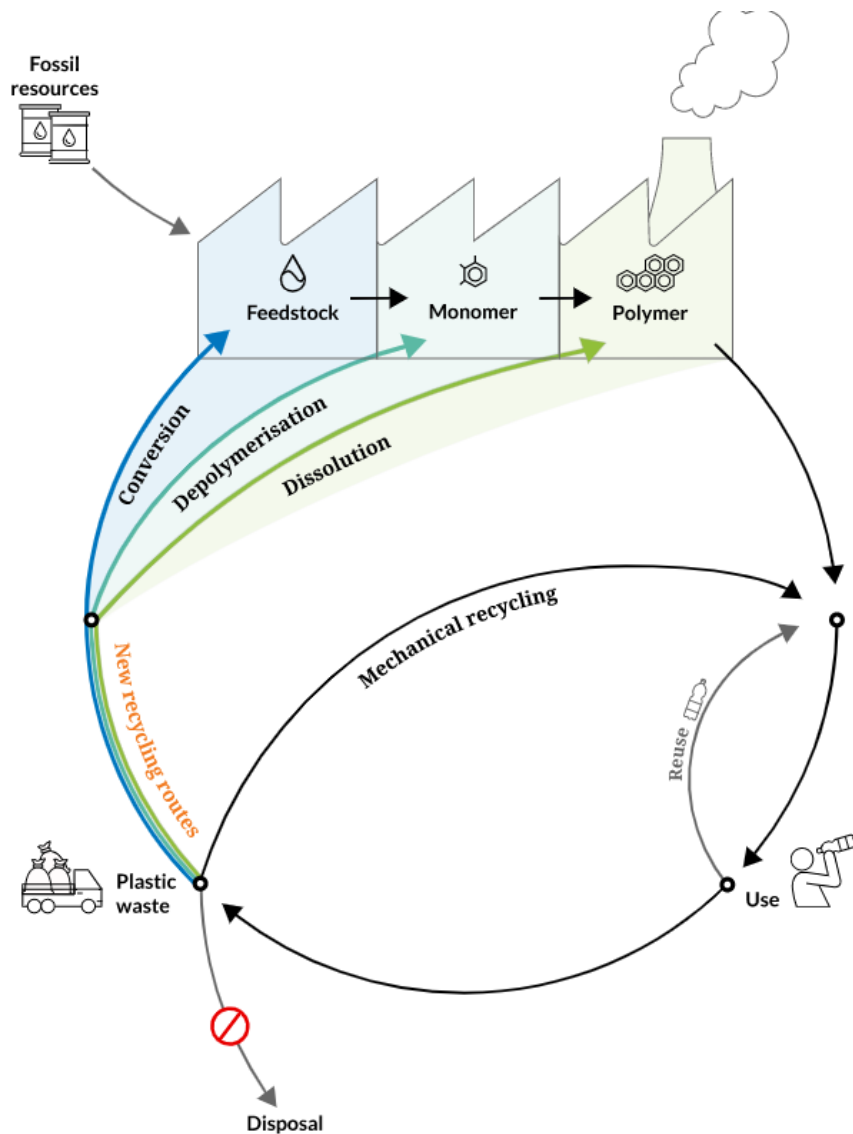 Fossil
resources
Feedstock
Monomer
Polymer
Conversion
Depolymerisation
Dissolution
Mechanical recycling
New recycling routes
Reuse
Plastic
waste
Use
Disposal